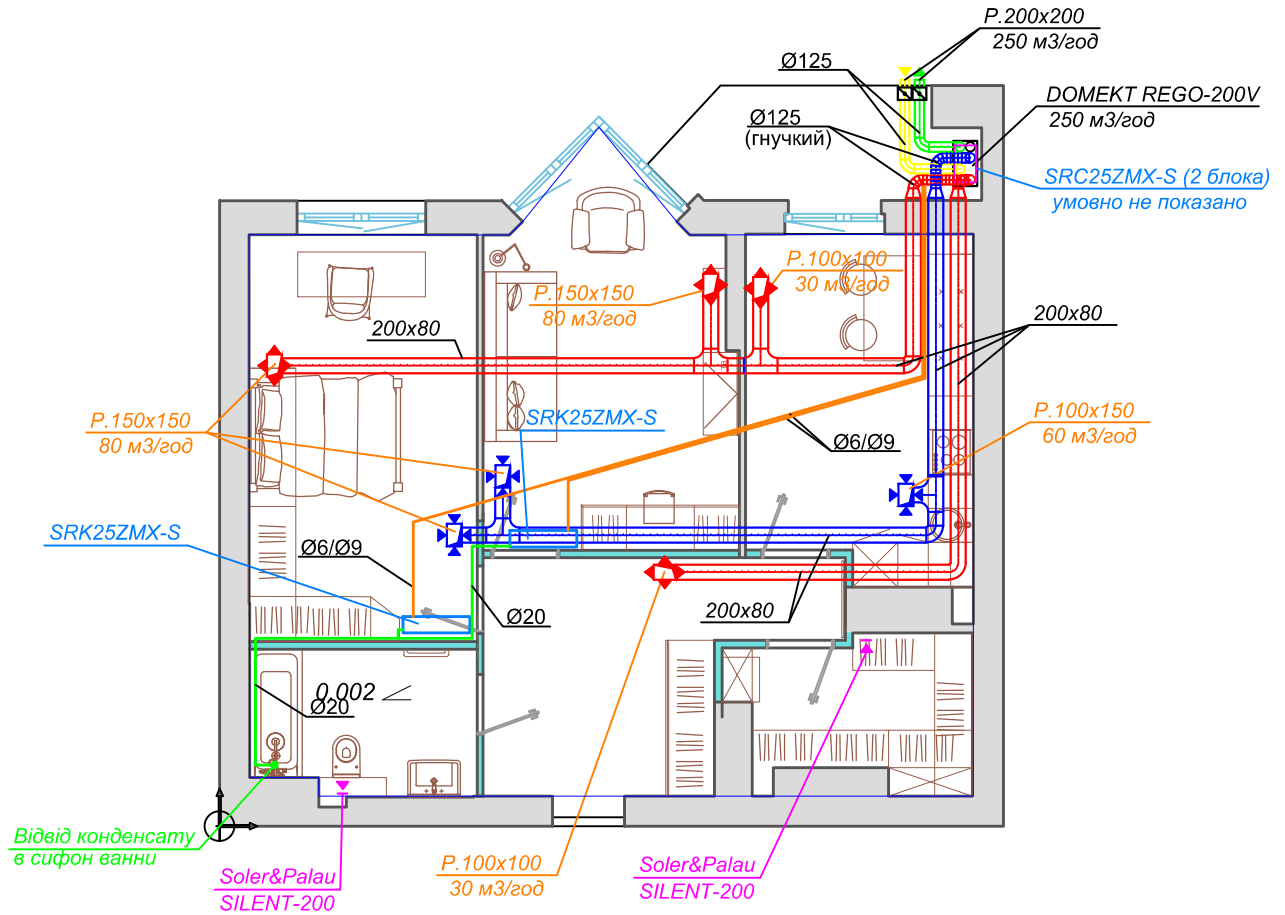 Р.200х200
250 м3/год
Ø125
DOMEKT REGO-200V
250 м3/год
Ø125
(гнучкий)
SRC25ZMX-S (2 блока)
умовно не показано
Р.100х100
30 м3/год
Р.150х150
80 м3/год
200х80
200х80
Р.150х150
80 м3/год
SRK25ZMX-S
Ø6/Ø9
Р.100х150
60 м3/год
SRK25ZMX-S
Ø6/Ø9
Ø20
200х80
0,002
Ø20
Відвід конденсату
в сифон ванни
Soler&Palau
SILENT-200
Р.100х100
30 м3/год
Soler&Palau
SILENT-200